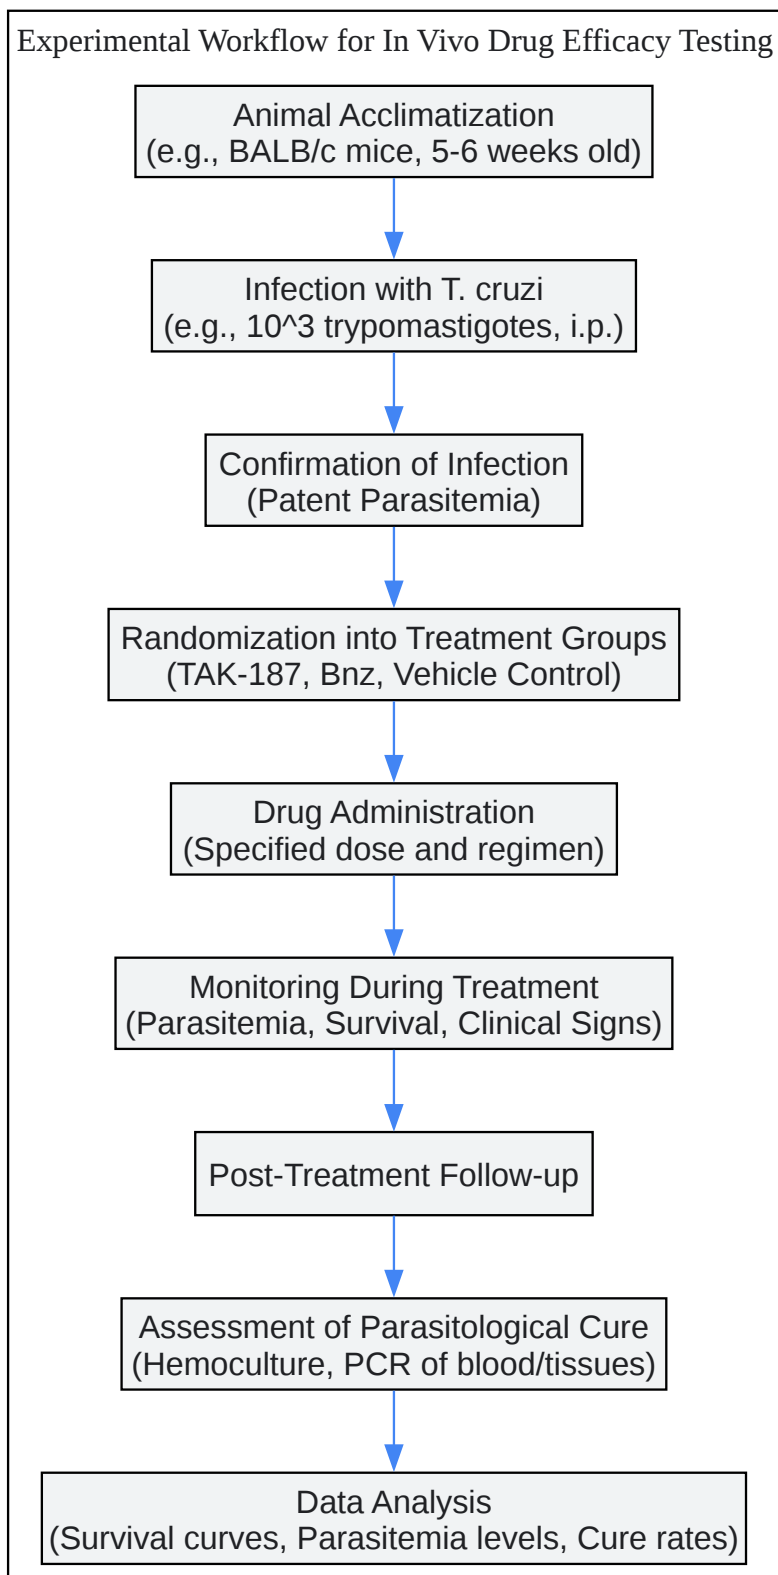 Experimental Workflow for In Vivo Drug Efficacy Testing
Animal Acclimatization
(e.g., BALB/c mice, 5-6 weeks old)
Infection with T. cruzi
(e.g., 10^3 trypomastigotes, i.p.)
Confirmation of Infection
(Patent Parasitemia)
Randomization into Treatment Groups
(TAK-187, Bnz, Vehicle Control)
Drug Administration
(Specified dose and regimen)
Monitoring During Treatment
(Parasitemia, Survival, Clinical Signs)
Post-Treatment Follow-up
Assessment of Parasitological Cure
(Hemoculture, PCR of blood/tissues)
Data Analysis
(Survival curves, Parasitemia levels, Cure rates)